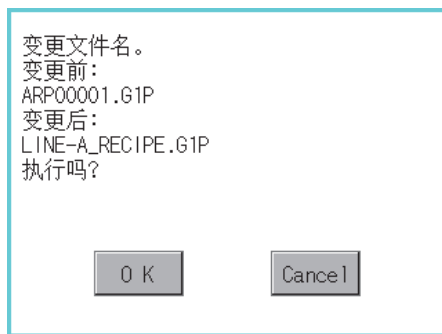 变更文件名。
变更前:
ARP00001.G1P
变更后:
LINE-A_RECIPE.G1P
执行吗?
OK
Cancel